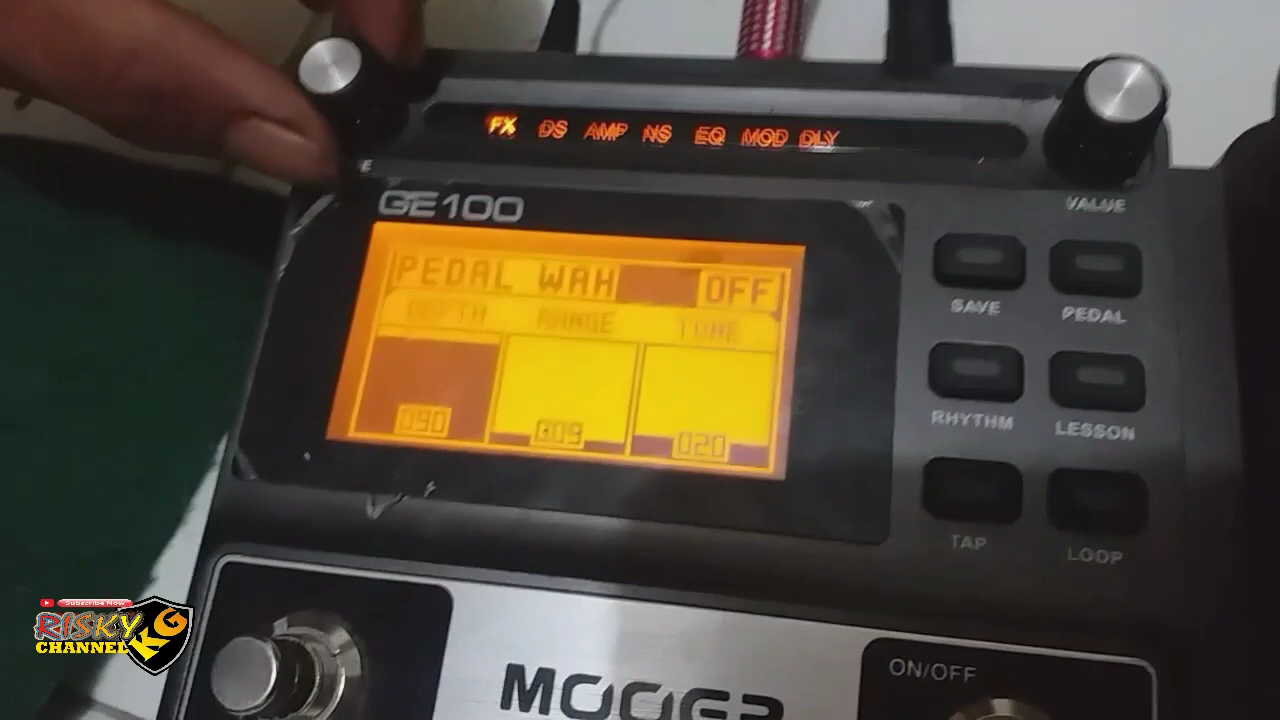 FX DS AMP NS EQ MOD DLY
E
VALUE
GE100
PEDAL WAH OFF
DEPTH RANGE TONE
090 009 020
SAVE PEDAL
RHYTHM LESSON
TAP LOOP
Subscribe Now
RISKY
CHANNEL
KG
MOOER
ON/OFF